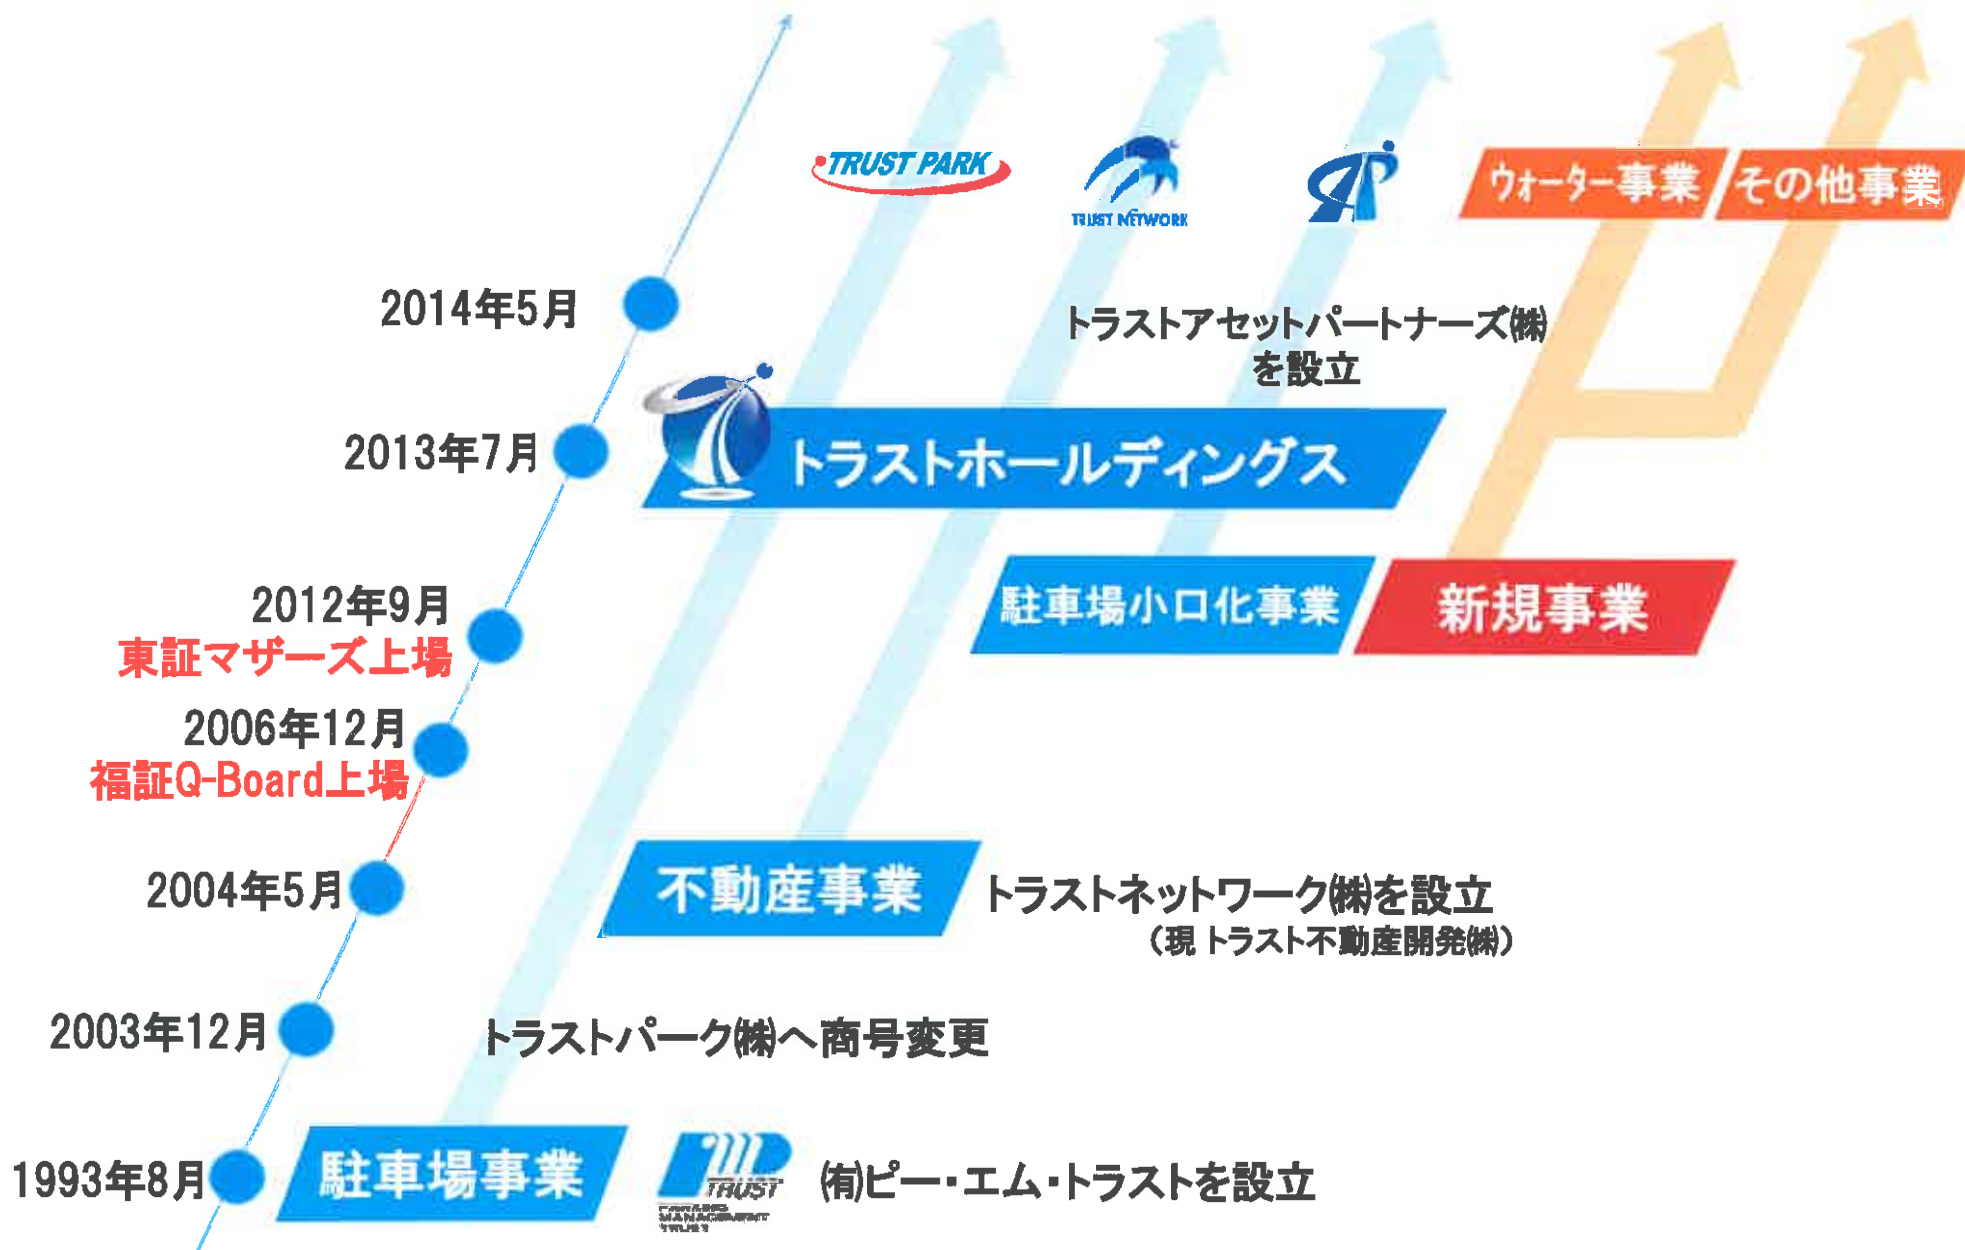 TRUST PARK
TRUST NETWORK
ウォーター事業
その他事業
2014年5月
トラストアセットパートナーズ㈱
を設立
2013年7月
トラストホールディングス
2012年9月
東証マザーズ上場
駐車場小口化事業
新規事業
2006年12月
福証Q-Board上場
2004年5月
不動産事業
トラストネットワーク㈱を設立
（現 トラスト不動産開発㈱）
2003年12月
トラストパーク㈱へ商号変更
1993年8月
駐車場事業
TRUST
MANAGEMENT
TRUST
㈲ピー・エム・トラストを設立